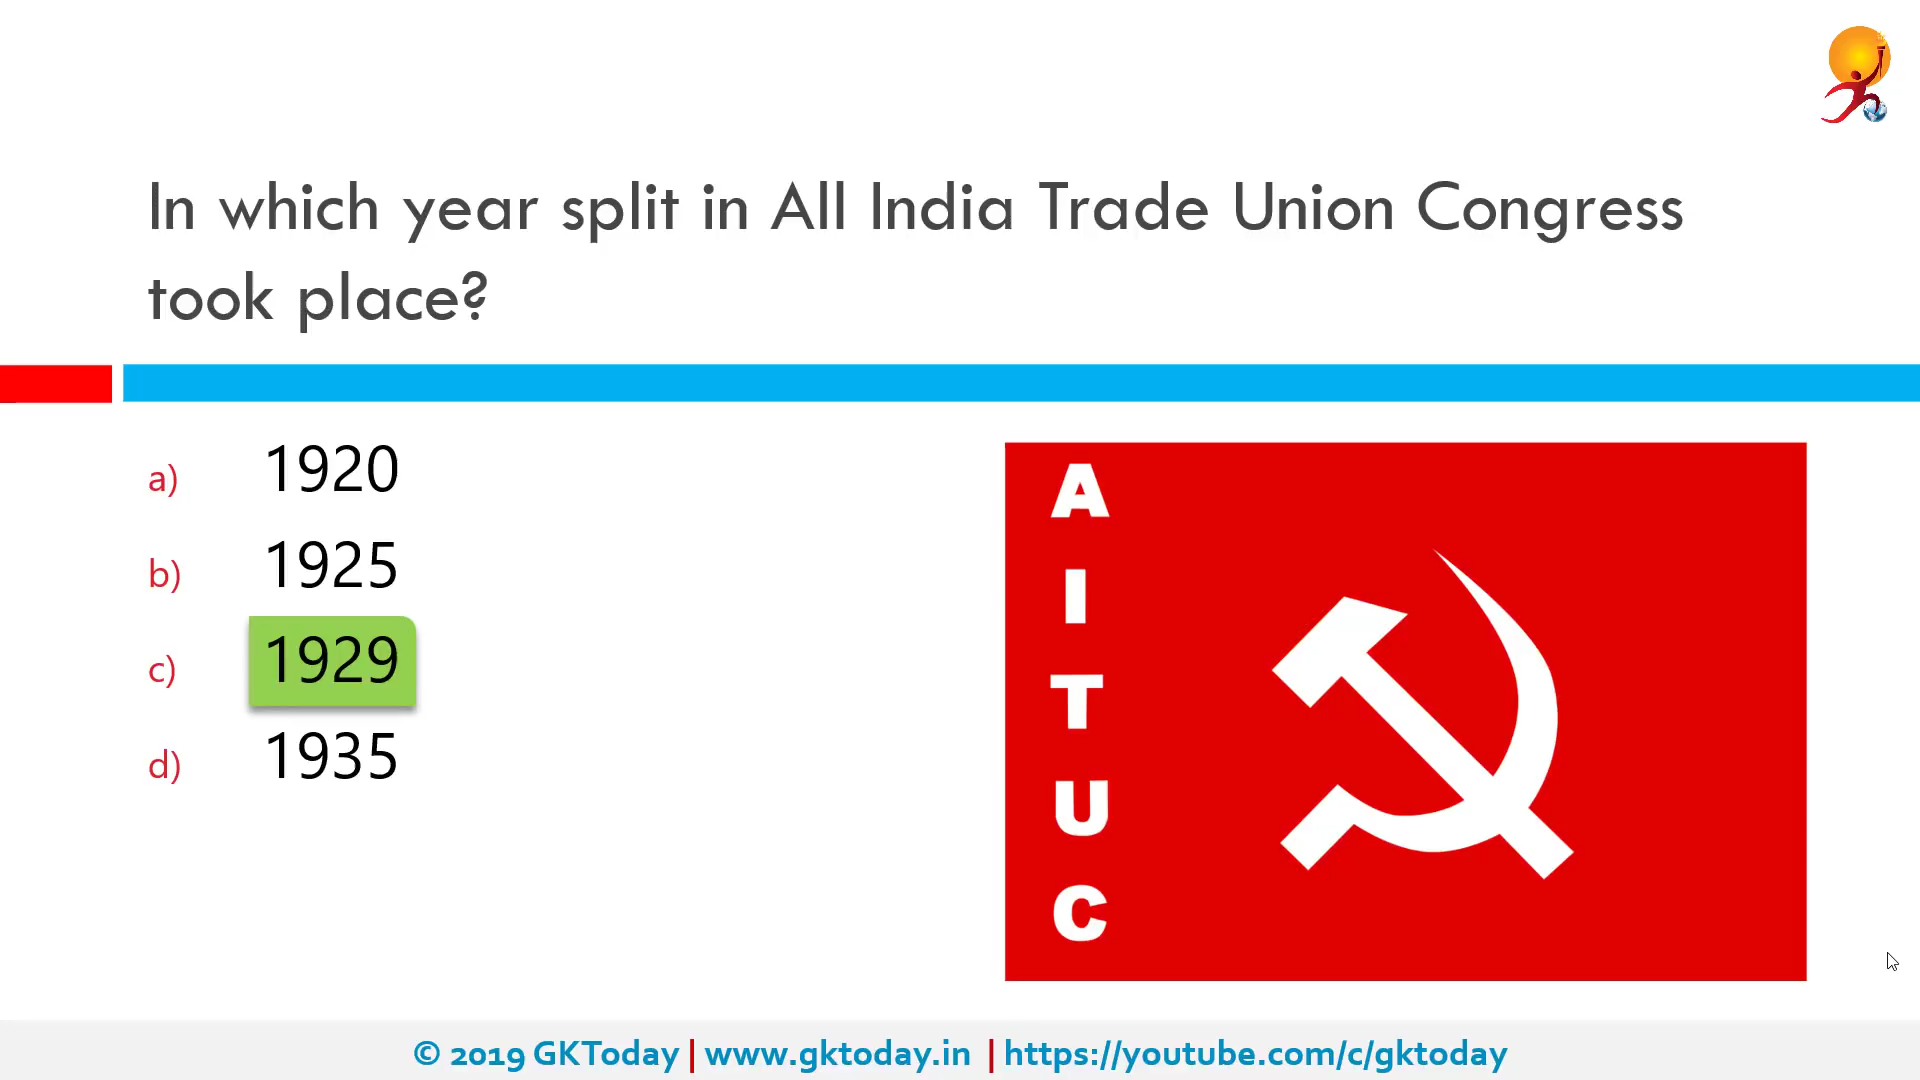 In which year split in All India Trade Union Congress
took place?
a) 1920
b) 1925
c) 1929
d) 1935
A
I
T
U
C
© 2019 GKToday | www.gktoday.in | https://youtube.com/c/gktoday